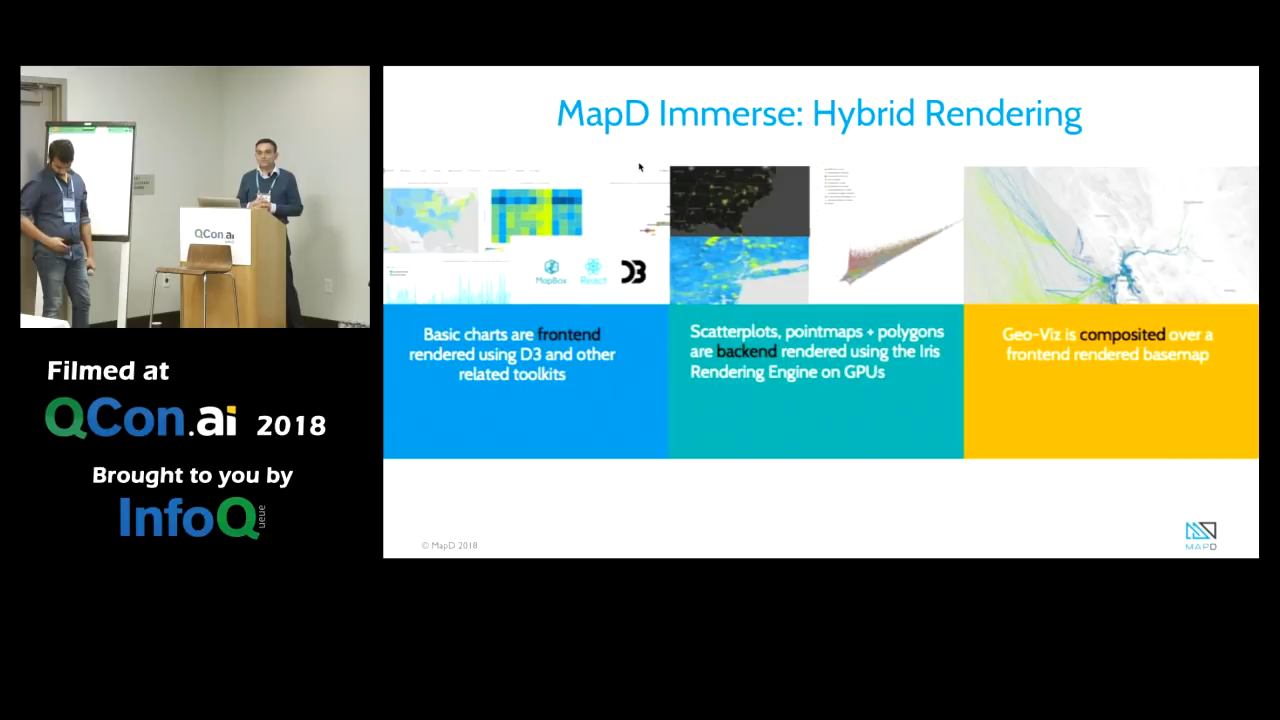 MapD Immerse: Hybrid Rendering
MapBox
React
D3
Basic charts are frontend
rendered using D3 and other
related toolkits
Scatterplots, pointmaps + polygons
are backend rendered using the Iris
Rendering Engine on GPUs
Geo-Viz is composited over a
frontend rendered basemap
© MapD 2018
MAPD
QCon.ai
Filmed at
QCon.ai 2018
Brought to you by
InfoQ
ueue